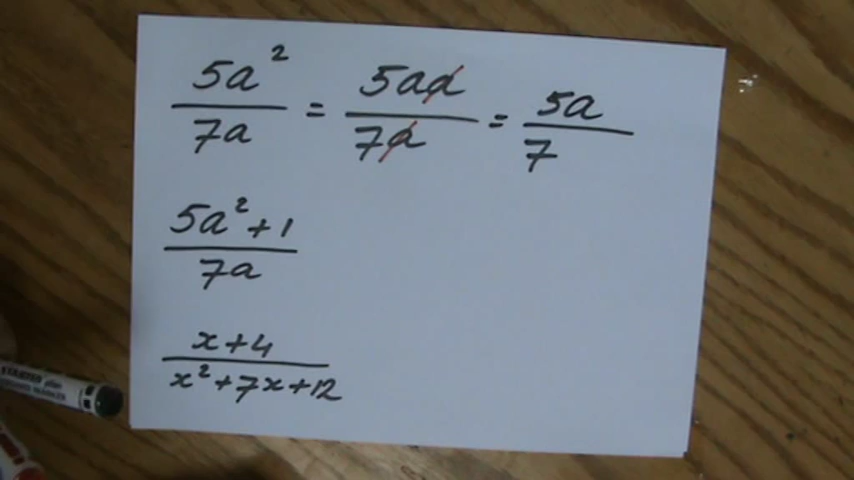 5a²/7a = 5aa/7a = 5a/7
5a²+1/7a
x+4/x²+7x+12